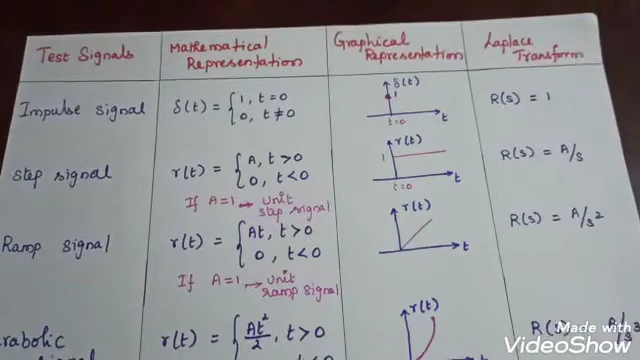 Test Signals
Mathematical Representation
Graphical Representation
Laplace Transform
Impulse signal
δ(t) = { 1, t = 0
0, t ≠ 0
δ(t)
1
t=0
t
R(s) = 1
Step signal
r(t) = { A, t > 0
0, t < 0
If A=1 → unit step signal
r(t)
1
t=0
t
R(s) = A/s
Ramp signal
r(t) = { At, t > 0
0, t < 0
If A=1 → unit ramp signal
r(t)
t
R(s) = A/s²
r(t) = { At²/2, t > 0
r(t)
Made with
VideoShow